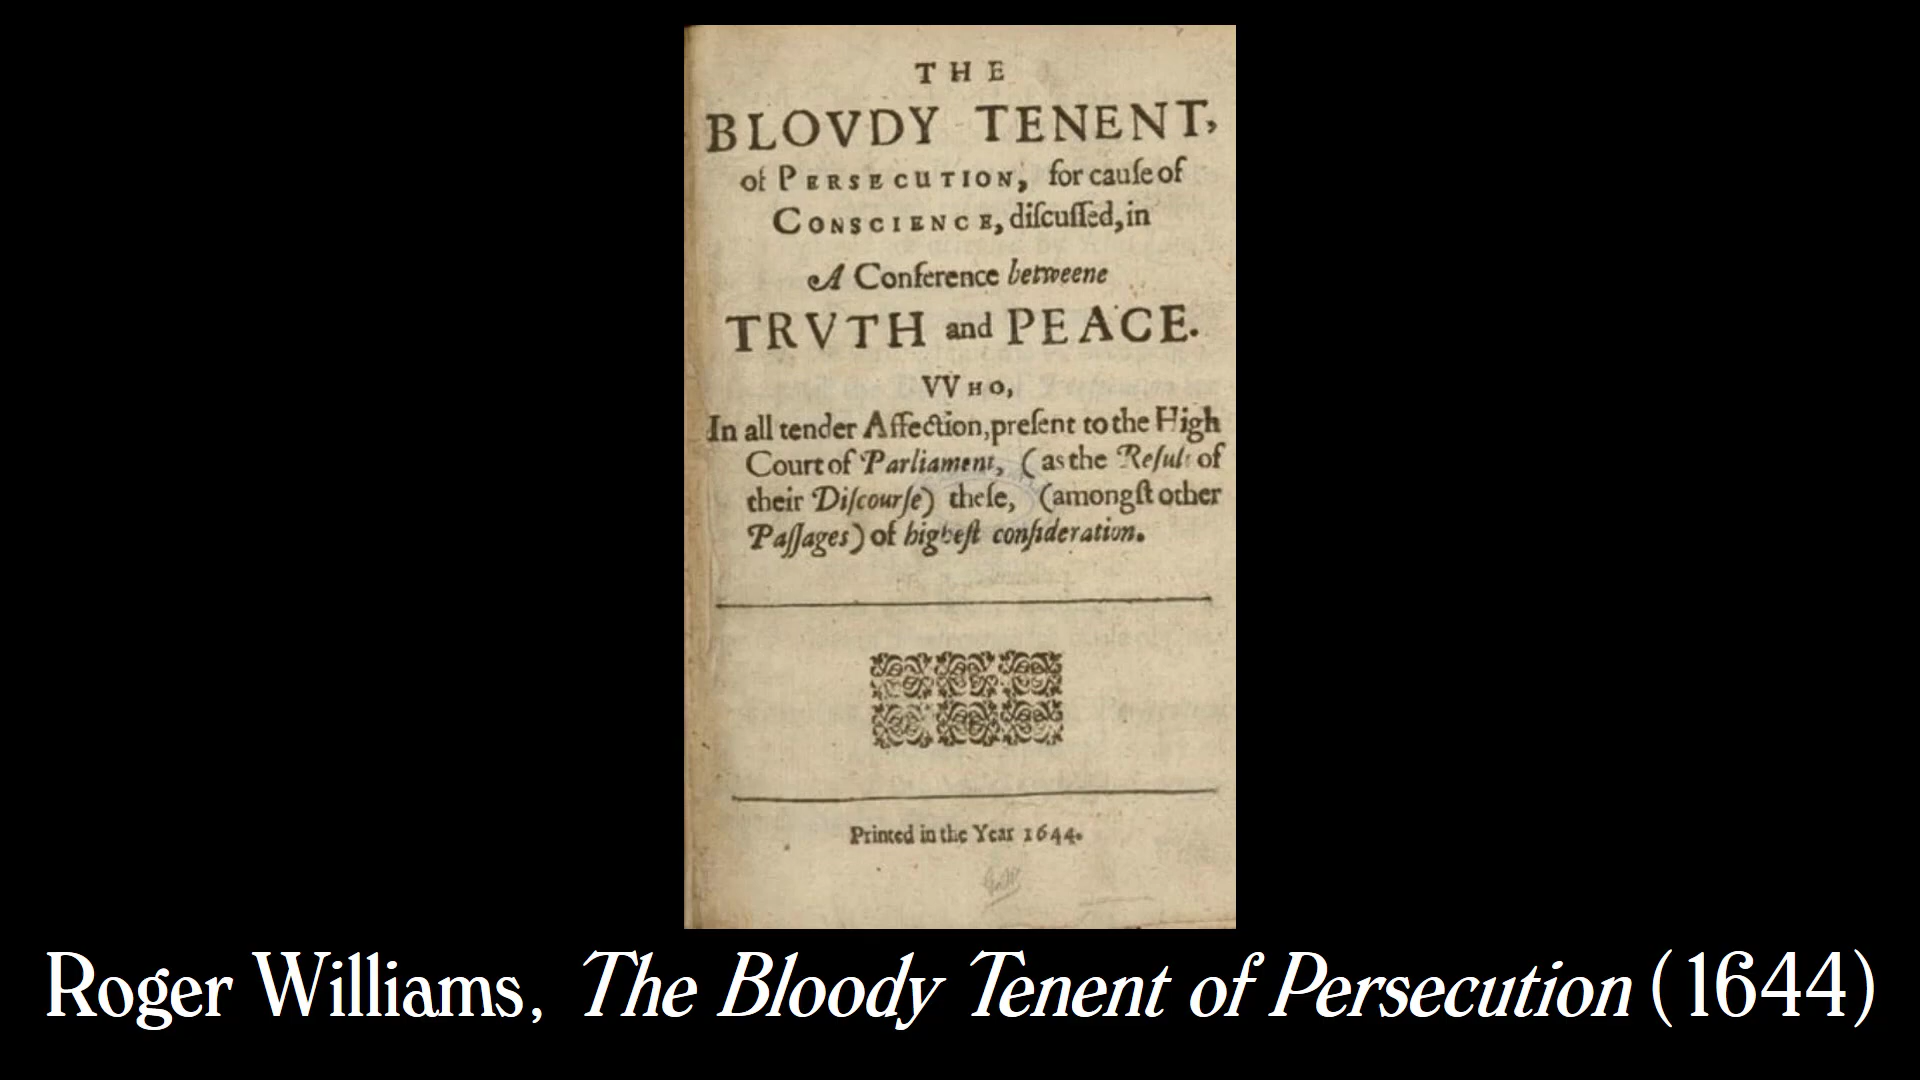 THE
BLOVDY TENENT,
of PERSECUTION, for cauſe of
CONSCIENCE, diſcuſſed, in
A Conference betweene
TRVTH and PEACE.
VVHO,
In all tender Affection, preſent to the High
Court of Parliament, (as the Reſult of
their Diſcourſe) theſe, (amongſt other
Paſſages) of higheſt conſideration.
Printed in the Year 1644.
Roger Williams, The Bloody Tenent of Persecution (1644)